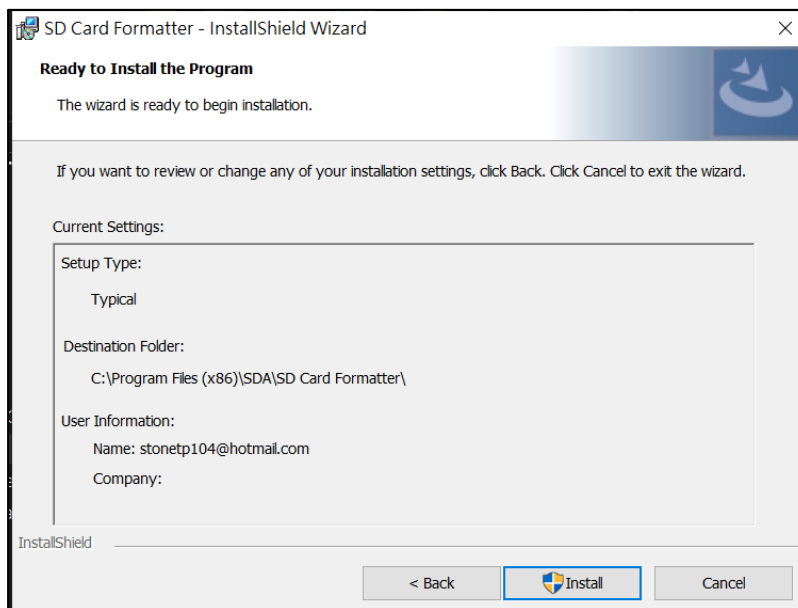 SD Card Formatter - InstallShield Wizard
Ready to Install the Program
The wizard is ready to begin installation.
If you want to review or change any of your installation settings, click Back. Click Cancel to exit the wizard.
Current Settings:
Setup Type:
Typical
Destination Folder:
C:\Program Files (x86)\SDA\SD Card Formatter\
User Information:
Name: stonetp104@hotmail.com
Company:
InstallShield
< Back
Install
Cancel